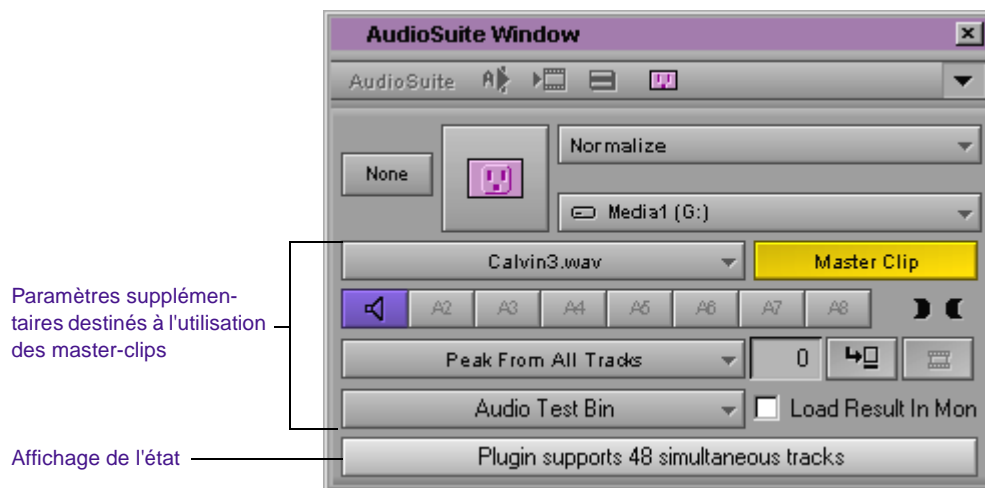 AudioSuite Window
AudioSuite
Normalize
None
Media1 (G:)
Calvin3.wav
Master Clip
A2 A3 A4 A5 A6 A7 A8
Peak From All Tracks
0
Audio Test Bin
Load Result In Mon
Plugin supports 48 simultaneous tracks
Paramètres supplémen-
taires destinés à l'utilisation
des master-clips
Affichage de l'état